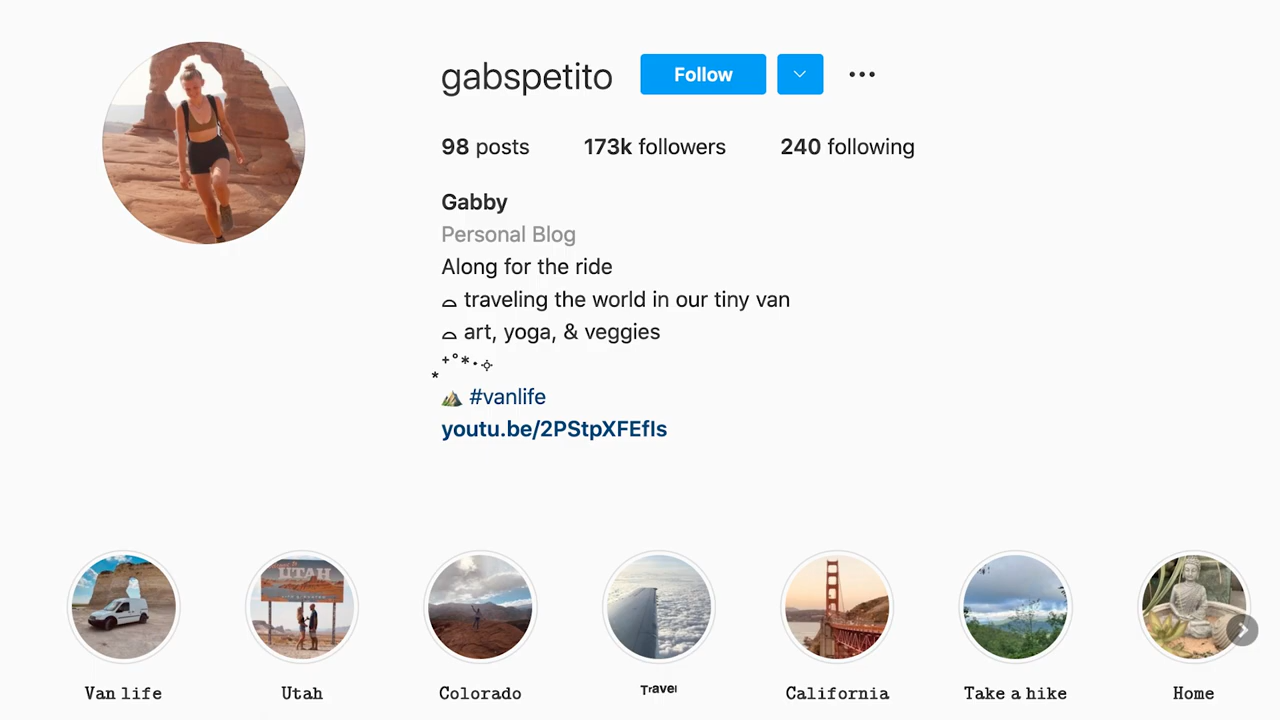 gabspetito Follow
98 posts 173k followers 240 following
Gabby
Personal Blog
Along for the ride
⌓ traveling the world in our tiny van
⌓ art, yoga, & veggies
⁎⁺˚*･༓
⛰️ #vanlife
youtu.be/2PStpXFEfIs
UTAH
Van life Utah Colorado Travel California Take a hike Home